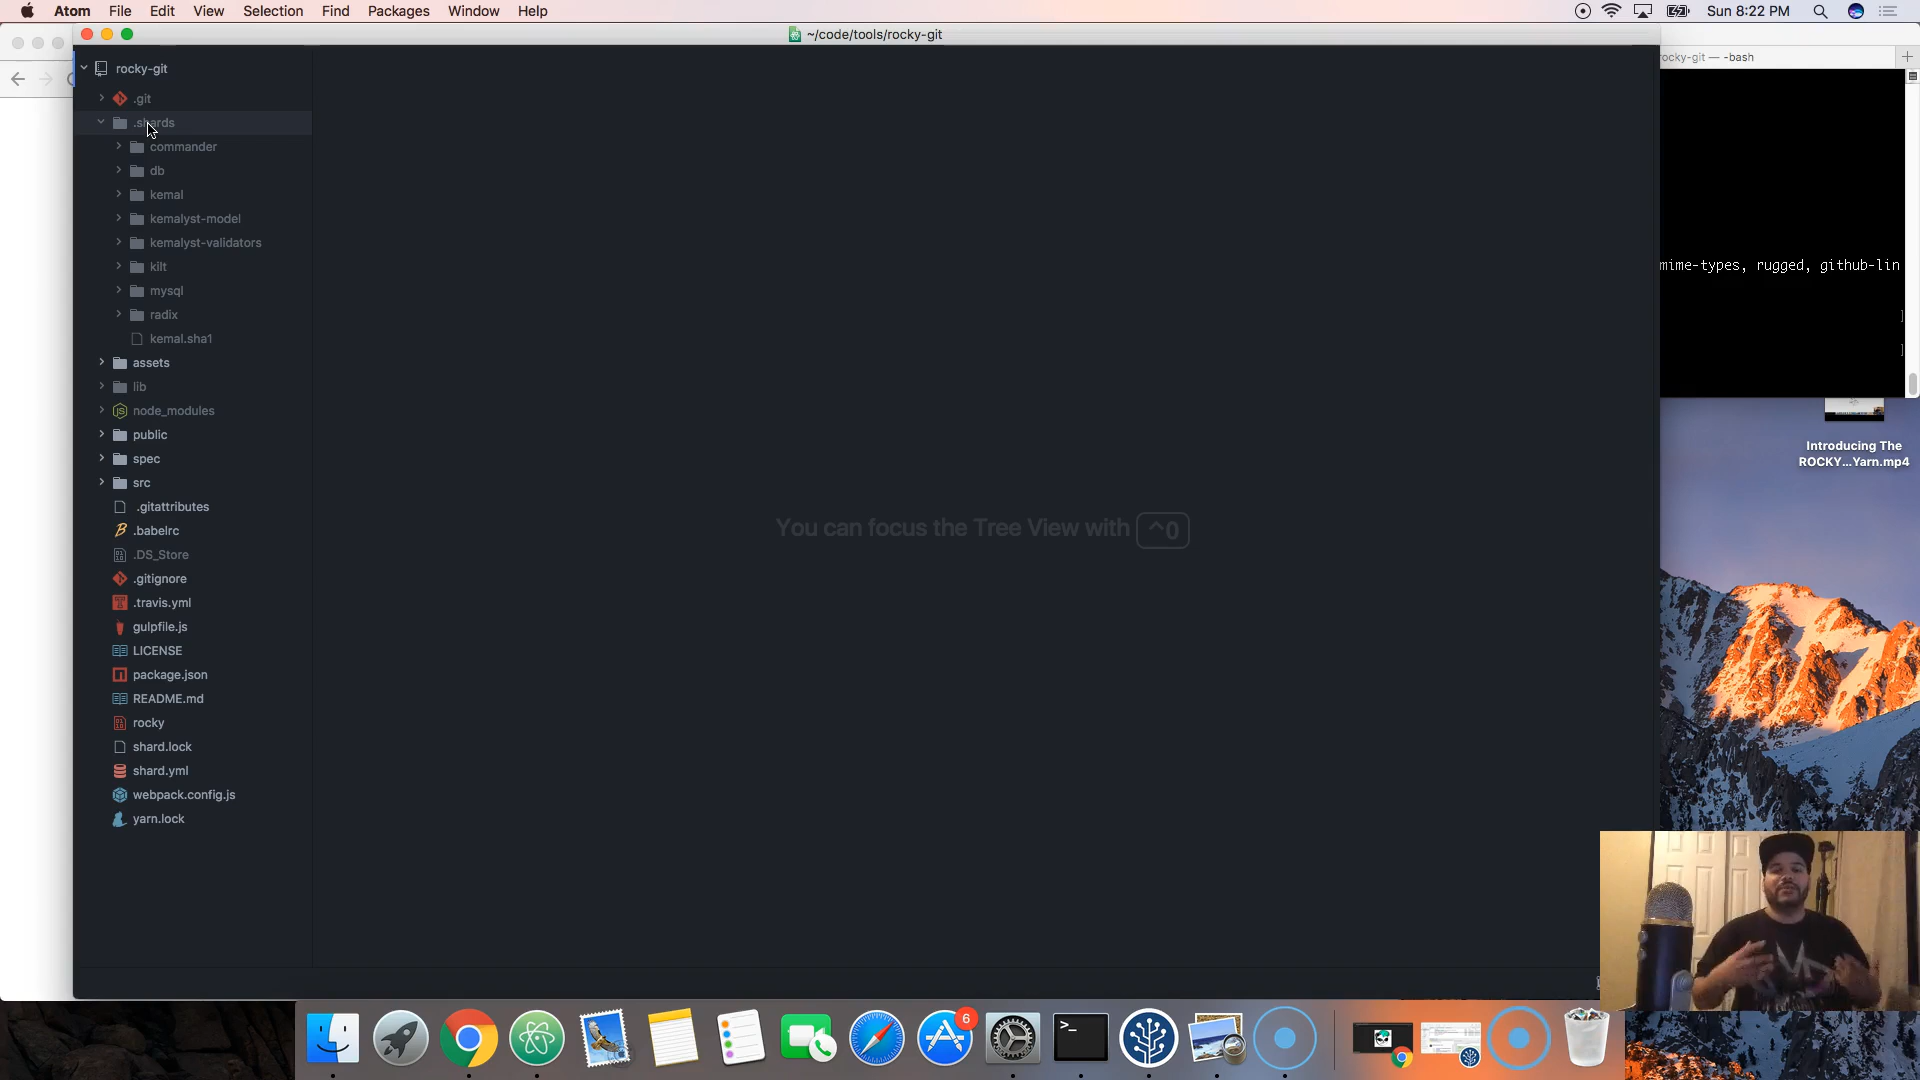 Atom File Edit View Selection Find Packages Window Help
Sun 8:22 PM
~/code/tools/rocky-git
ocky-git — -bash
rocky-git
.git
.shards
commander
db
kemal
kemalyst-model
kemalyst-validators
kilt
mysql
radix
kemal.sha1
assets
lib
node_modules
public
spec
src
.gitattributes
.babelrc
.DS_Store
.gitignore
.travis.yml
gulpfile.js
LICENSE
package.json
README.md
rocky
shard.lock
shard.yml
webpack.config.js
yarn.lock
You can focus the Tree View with ^0
mime-types, rugged, github-lin
]
]
Introducing The
ROCKY...Yarn.mp4
6
>_